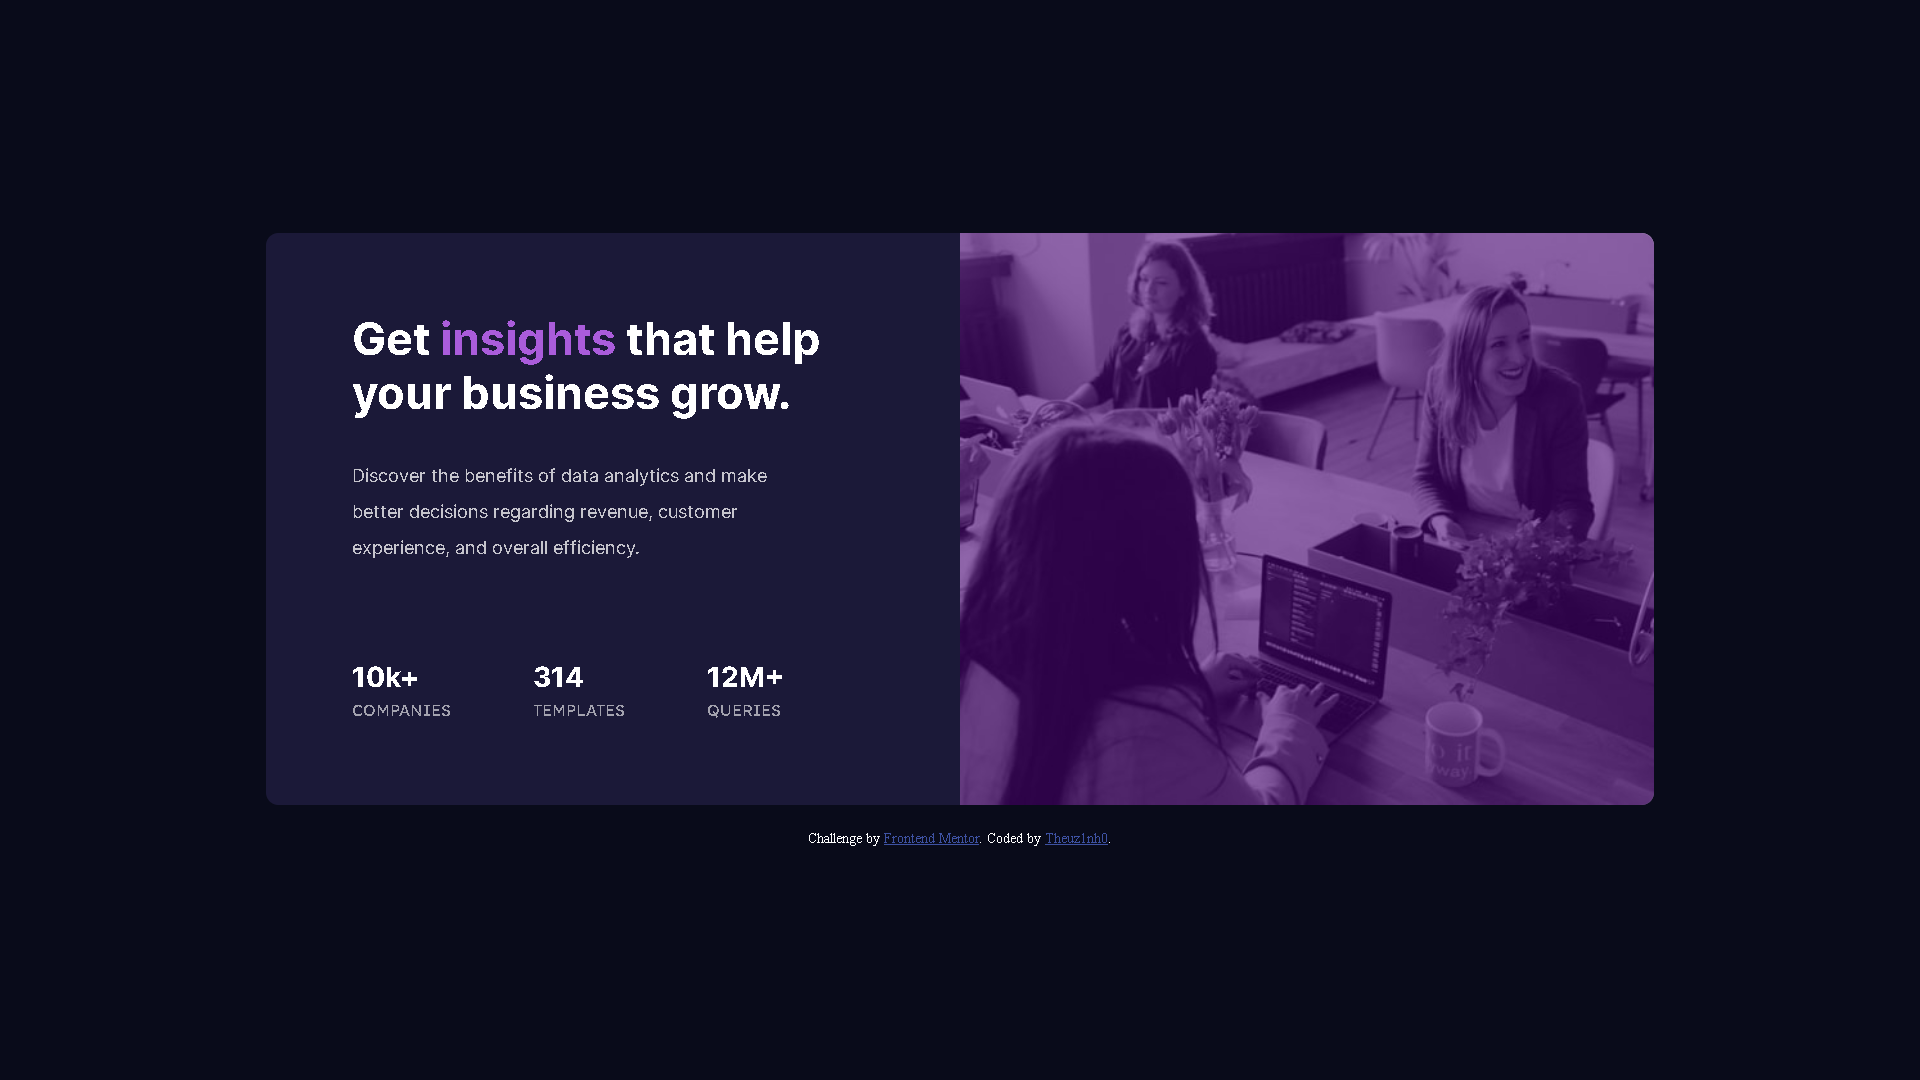 Get insights that help
your business grow.
Discover the benefits of data analytics and make
better decisions regarding revenue, customer
experience, and overall efficiency.
10k+ 314 12M+
COMPANIES TEMPLATES QUERIES
Challenge by Frontend Mentor. Coded by Theuz1nh0.